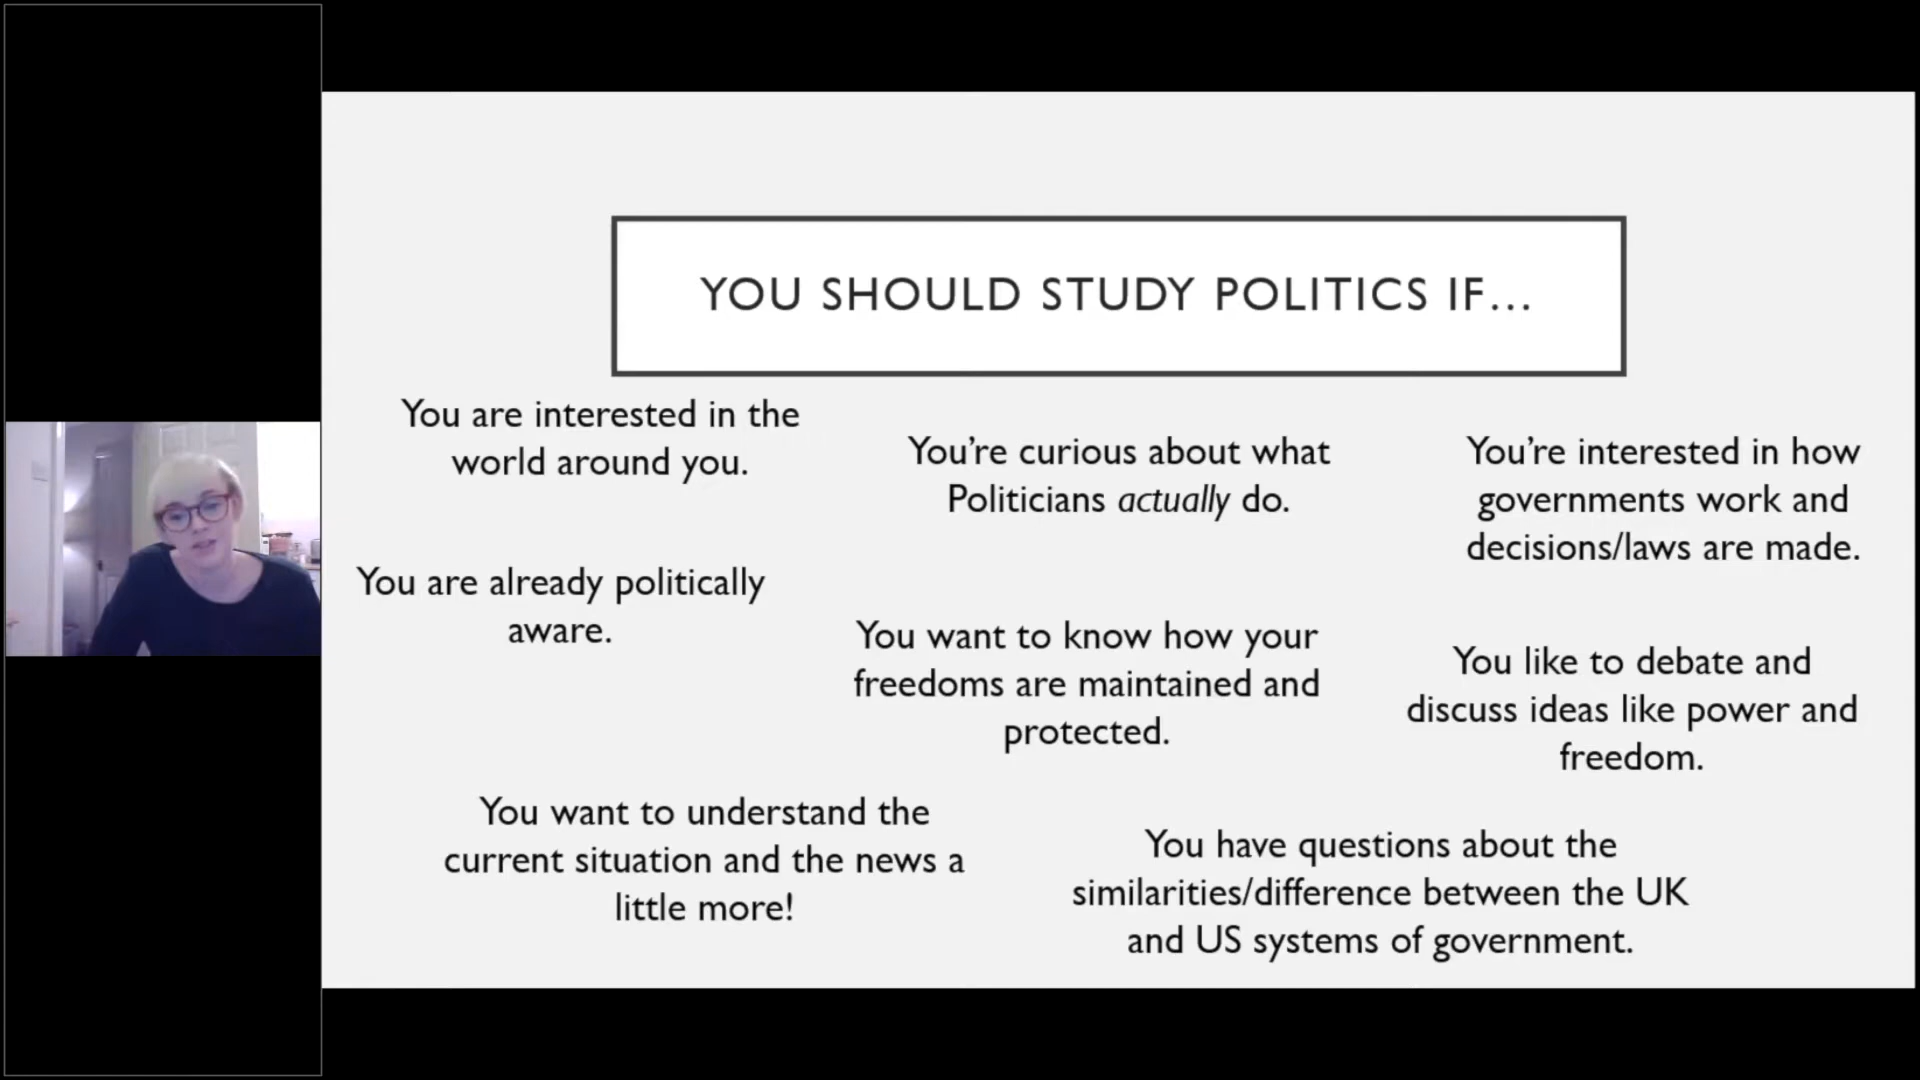 YOU SHOULD STUDY POLITICS IF...
You are interested in the
world around you.
You're curious about what
Politicians actually do.
You're interested in how
governments work and
decisions/laws are made.
You are already politically
aware.
You want to know how your
freedoms are maintained and
protected.
You like to debate and
discuss ideas like power and
freedom.
You want to understand the
current situation and the news a
little more!
You have questions about the
similarities/difference between the UK
and US systems of government.